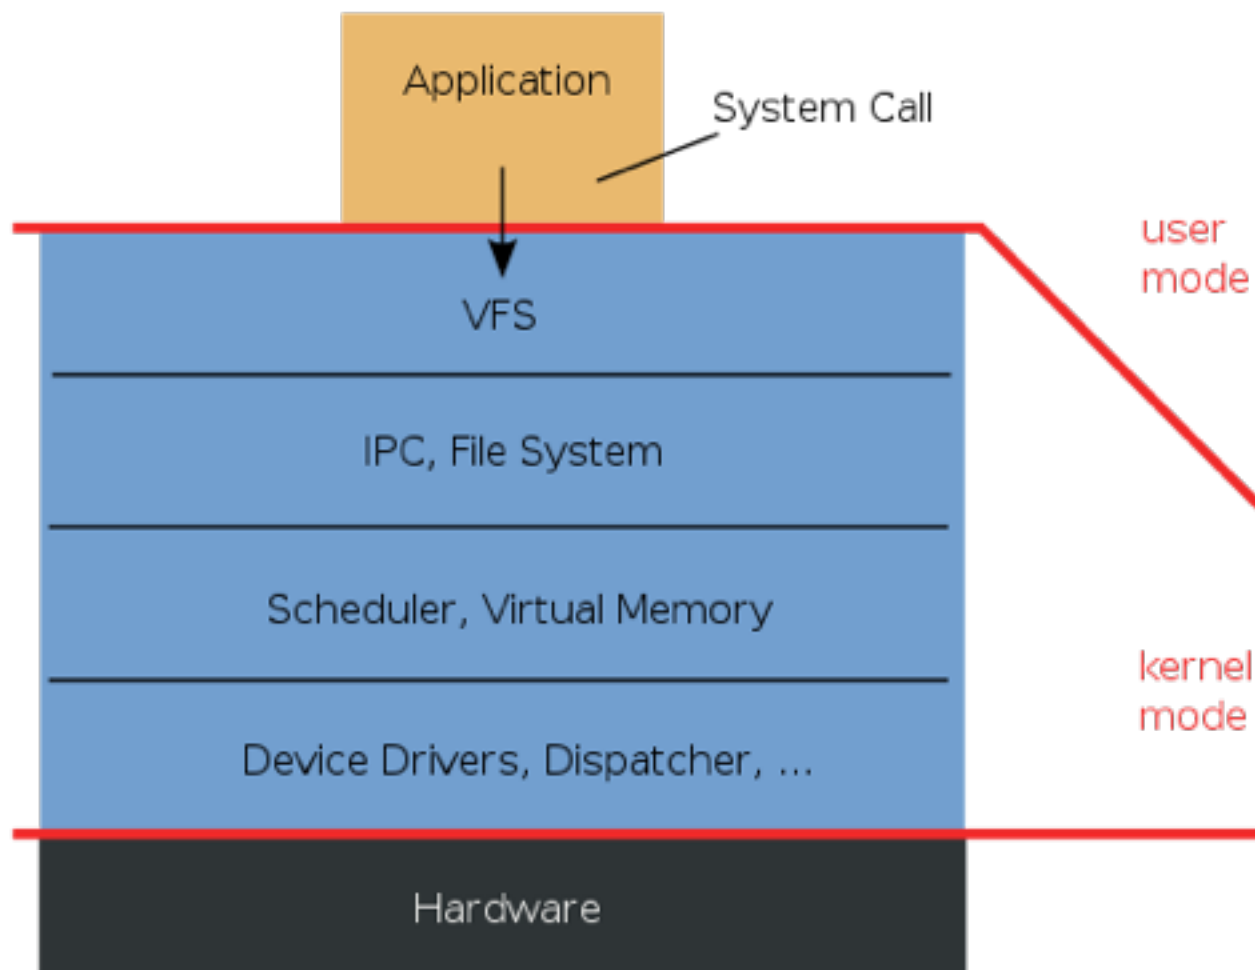 Application
System Call
user
mode
VFS
IPC, File System
Scheduler, Virtual Memory
kernel
mode
Device Drivers, Dispatcher, ...
Hardware